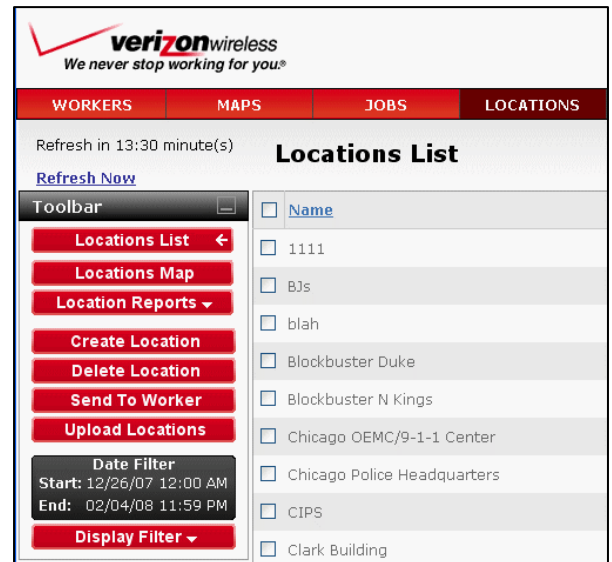 verizonwireless
We never stop working for you.®
WORKERS MAPS JOBS LOCATIONS
Refresh in 13:30 minute(s)
Refresh Now
Locations List
Toolbar
Locations List
Locations Map
Location Reports
Create Location
Delete Location
Send To Worker
Upload Locations
Date Filter
Start: 12/26/07 12:00 AM
End: 02/04/08 11:59 PM
Display Filter
Name
1111
BJs
blah
Blockbuster Duke
Blockbuster N Kings
Chicago OEMC/9-1-1 Center
Chicago Police Headquarters
CIPS
Clark Building